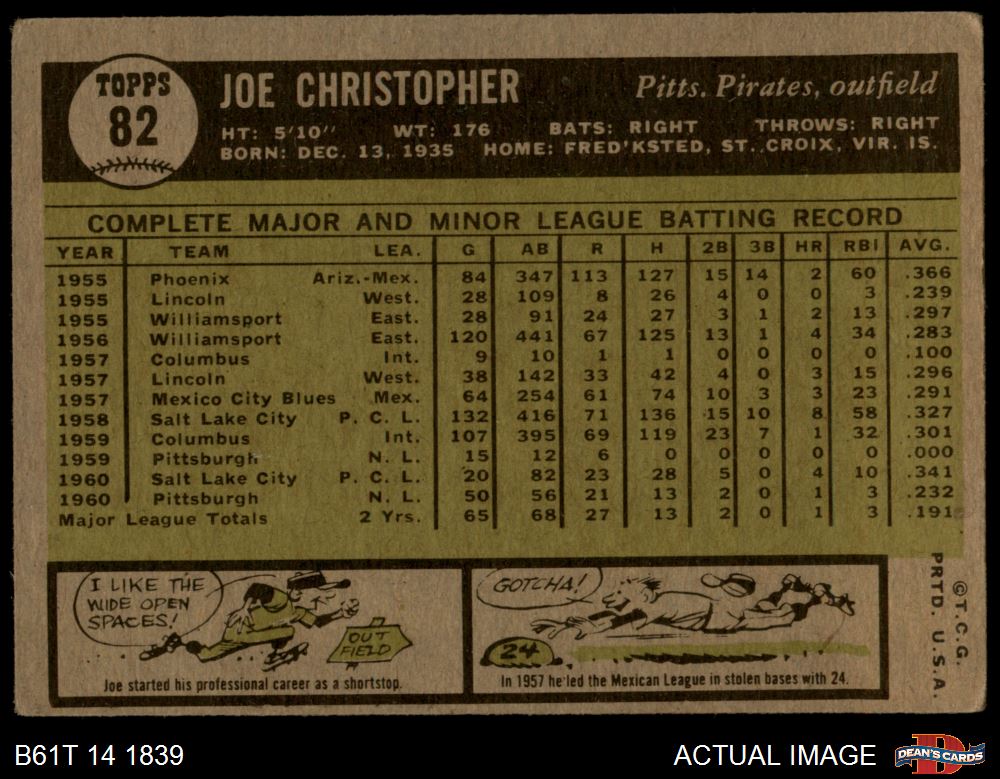 TOPPS
82
JOE CHRISTOPHER
Pitts. Pirates, outfield
HT: 5'10" WT: 176 BATS: RIGHT THROWS: RIGHT
BORN: DEC. 13, 1935 HOME: FRED'KSTED, ST. CROIX, VIR. IS.
COMPLETE MAJOR AND MINOR LEAGUE BATTING RECORD
YEAR TEAM LEA. G AB R H 2B 3B HR RBI AVG.
1955 Phoenix Ariz.-Mex. 84 347 113 127 15 14 2 60 .366
1955 Lincoln West. 28 109 8 26 4 0 0 3 .239
1955 Williamsport East. 28 91 24 27 3 1 2 13 .297
1956 Williamsport East. 120 441 67 125 13 1 4 34 .283
1957 Columbus Int. 9 10 1 1 0 0 0 0 .100
1957 Lincoln West. 38 142 33 42 4 0 3 15 .296
1957 Mexico City Blues Mex. 64 254 61 74 10 3 3 23 .291
1958 Salt Lake City P. C. L. 132 416 71 136 15 10 8 58 .327
1959 Columbus Int. 107 395 69 119 23 7 1 32 .301
1959 Pittsburgh N. L. 15 12 6 0 0 0 0 0 .000
1960 Salt Lake City P. C. L. 20 82 23 28 5 0 4 10 .341
1960 Pittsburgh N. L. 50 56 21 13 2 0 1 3 .232
Major League Totals 2 Yrs. 65 68 27 13 2 0 1 3 .191
I LIKE THE
WIDE OPEN
SPACES!
OUT
FIELD
Joe started his professional career as a shortstop.
GOTCHA!
24
In 1957 he led the Mexican League in stolen bases with 24.
©T.C.G.
PRTD. U.S.A.
B61T 14 1839
ACTUAL IMAGE
DEAN'S CARDS